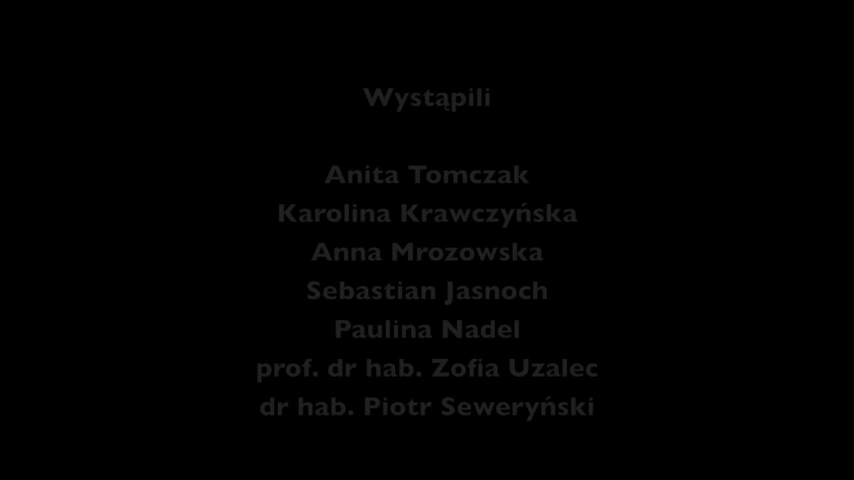 Wystąpili
Anita Tomczak
Karolina Krawczyńska
Anna Mrozowska
Sebastian Jasnoch
Paulina Nadel
prof. dr hab. Zofia Uzalec
dr hab. Piotr Seweryński